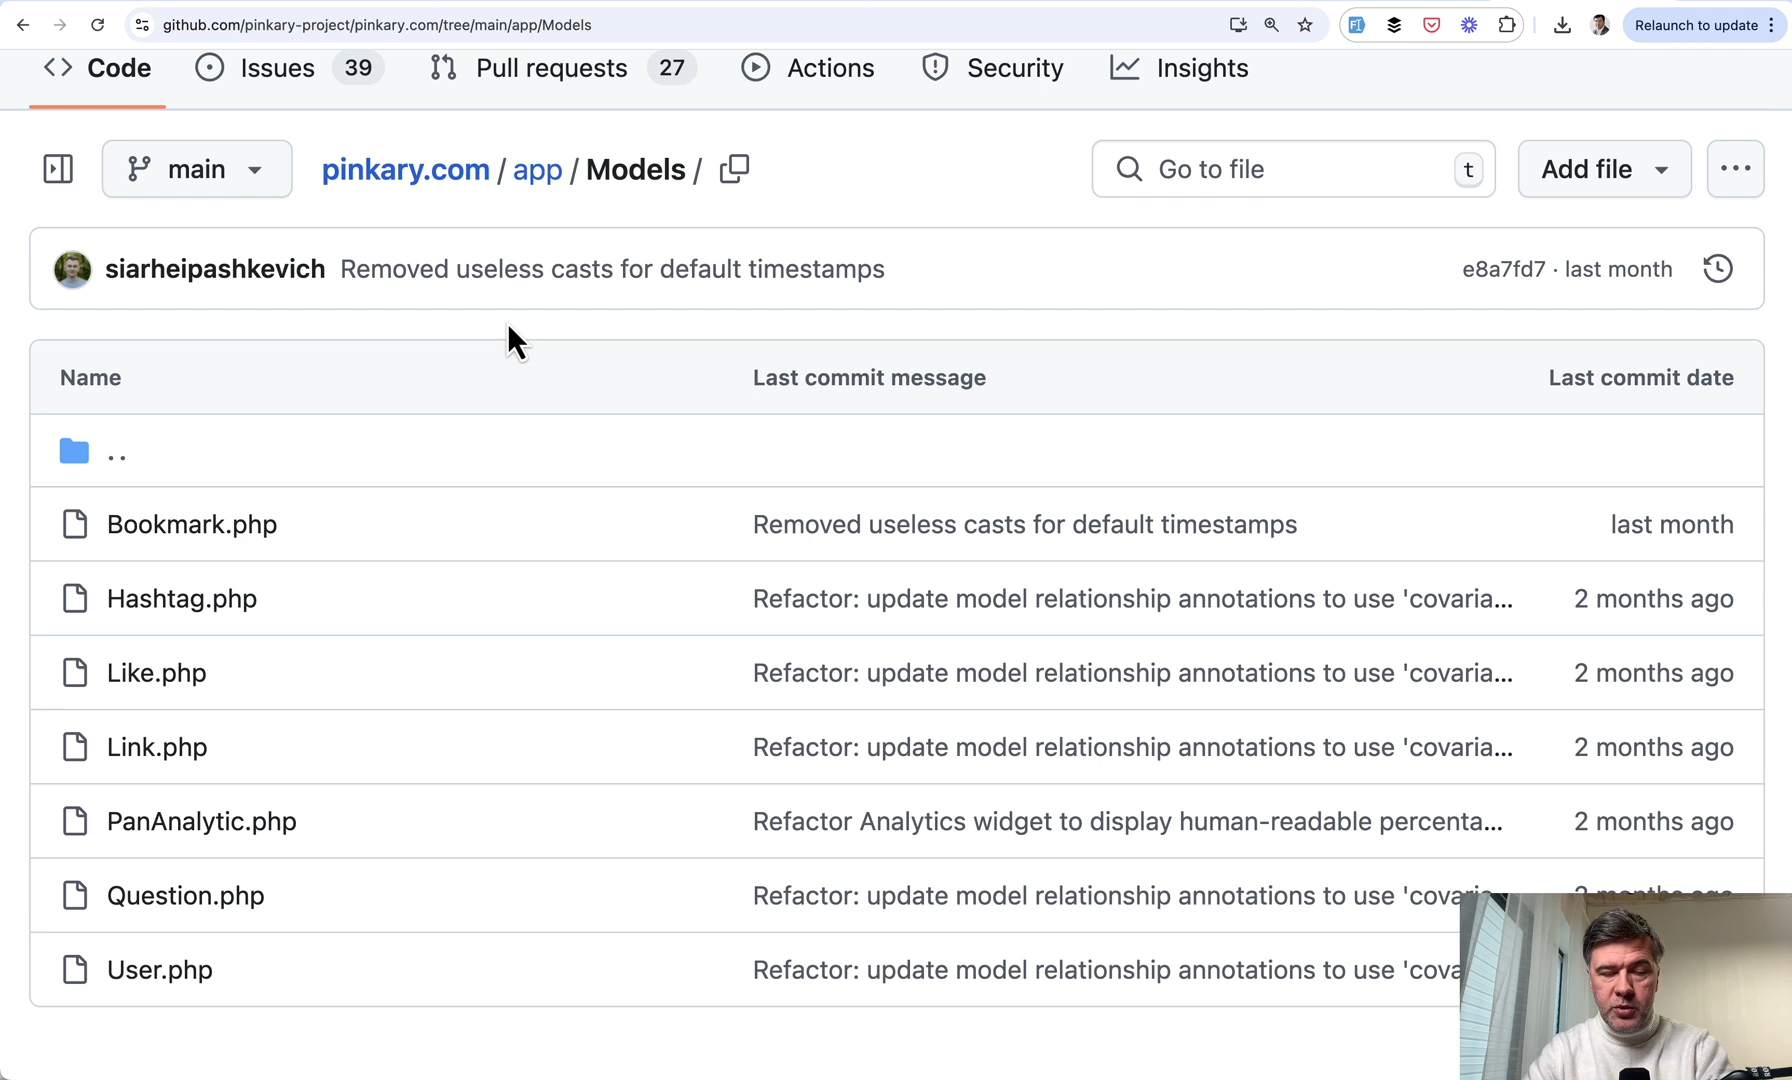 github.com/pinkary-project/pinkary.com/tree/main/app/Models
Relaunch to update
Code
Issues 39
Pull requests 27
Actions
Security
Insights
main
pinkary.com / app / Models /
Go to file
t
Add file
siarheipashkevich Removed useless casts for default timestamps
e8a7fd7 · last month
Name Last commit message Last commit date
..
Bookmark.php Removed useless casts for default timestamps last month
Hashtag.php Refactor: update model relationship annotations to use 'covaria... 2 months ago
Like.php Refactor: update model relationship annotations to use 'covaria... 2 months ago
Link.php Refactor: update model relationship annotations to use 'covaria... 2 months ago
PanAnalytic.php Refactor Analytics widget to display human-readable percenta... 2 months ago
Question.php Refactor: update model relationship annotations to use 'covaria... 2 months ago
User.php Refactor: update model relationship annotations to use 'cova